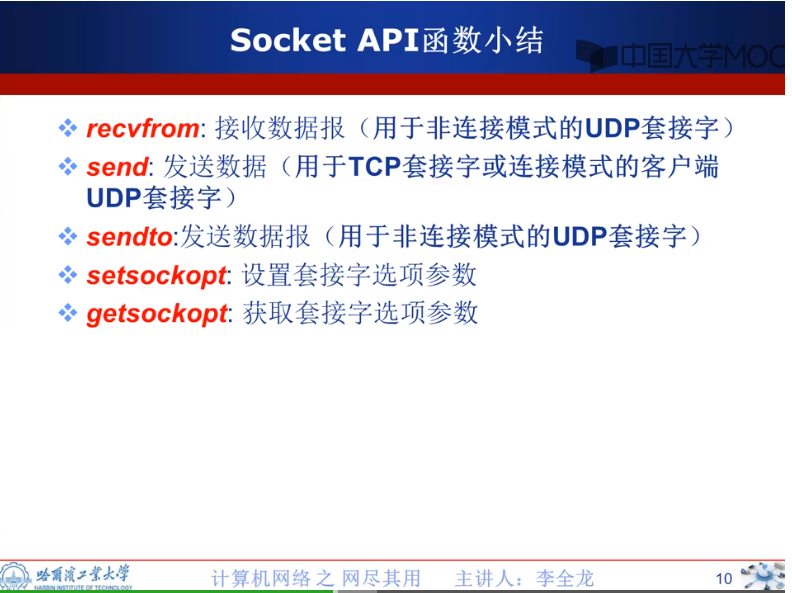 Socket API函数小结
中国大学MOO
recvfrom: 接收数据报（用于非连接模式的UDP套接字）
send: 发送数据（用于TCP套接字或连接模式的客户端
UDP套接字）
sendto:发送数据报（用于非连接模式的UDP套接字）
setsockopt: 设置套接字选项参数
getsockopt: 获取套接字选项参数
哈尔滨工业大学
HARBIN INSTITUTE OF TECHNOLOGY
计算机网络 之 网尽其用 主讲人：李全龙
10